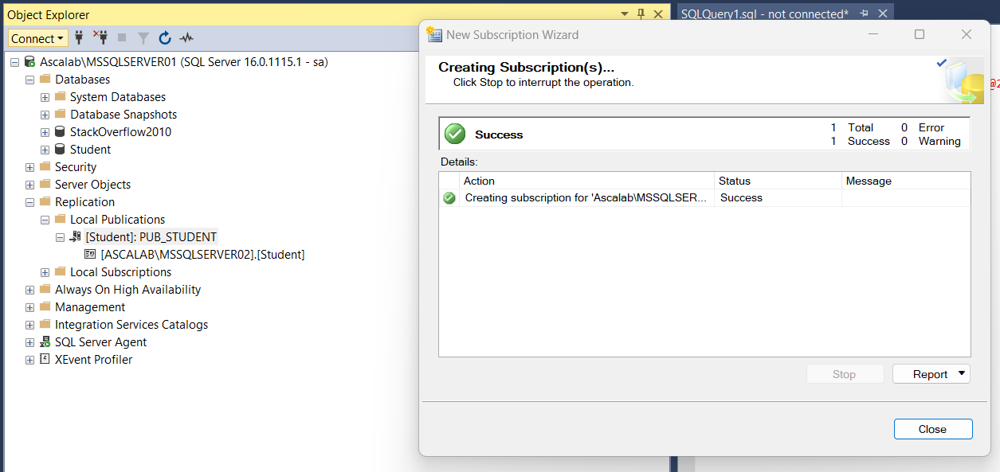 Object Explorer
Connect
Ascalab\MSSQLSERVER01 (SQL Server 16.0.1115.1 - sa)
Databases
System Databases
Database Snapshots
StackOverflow2010
Student
Security
Server Objects
Replication
Local Publications
[Student]: PUB_STUDENT
[ASCALAB\MSSQLSERVER02].[Student]
Local Subscriptions
Always On High Availability
Management
Integration Services Catalogs
SQL Server Agent
XEvent Profiler
SQLQuery1.sql - not connected*
New Subscription Wizard
Creating Subscription(s)...
Click Stop to interrupt the operation.
Success
1 Total 0 Error
1 Success 0 Warning
Details:
Action Status Message
Creating subscription for 'Ascalab\MSSQLSER... Success
Stop Report
Close